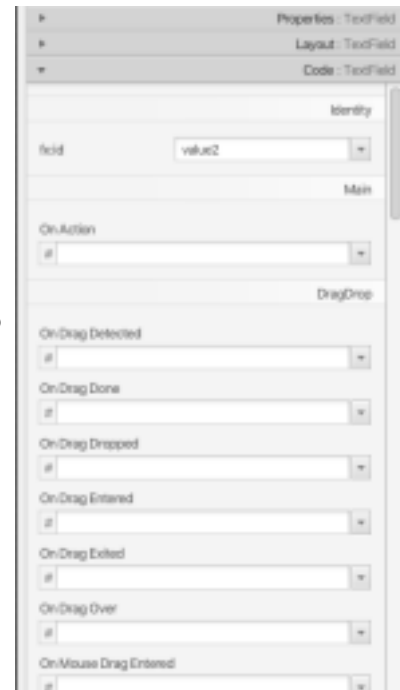 Properties : TextField
Layout : TextField
Code : TextField
Identity
fx:id value2
Main
On Action
#
DragDrop
On Drag Detected
#
On Drag Done
#
On Drag Dropped
#
On Drag Entered
#
On Drag Exited
#
On Drag Over
#
On Mouse Drag Entered
#